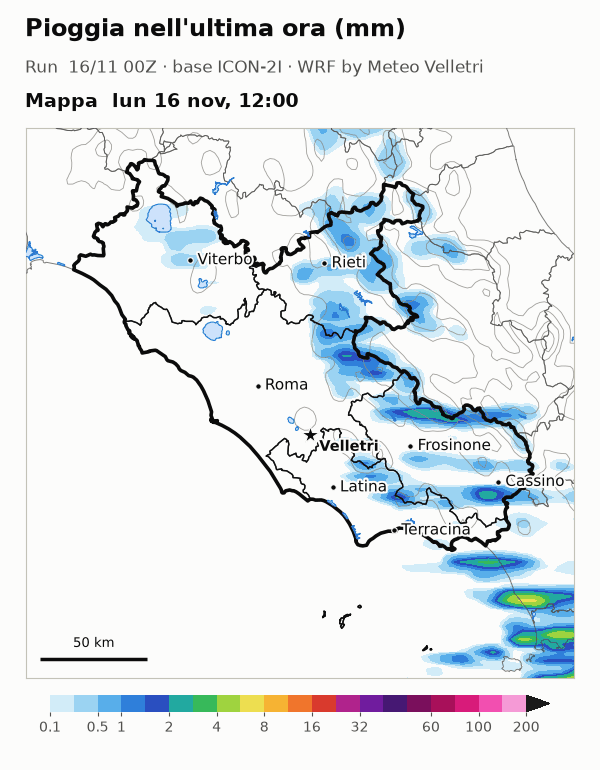 Pioggia nell'ultima ora (mm)
Run 16/11 00Z · base ICON-2I · WRF by Meteo Velletri
Mappa lun 16 nov, 12:00
Viterbo
Rieti
Roma
Velletri
Frosinone
Latina
Cassino
Terracina
50 km
0.1 0.5 1 2 4 8 16 32 60 100 200